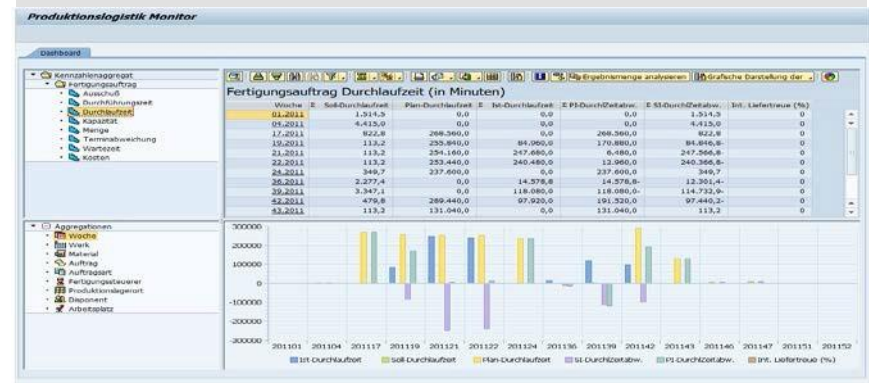 Produktionslogistik Monitor
Dashboard
Kennzahlenaggregat
Fertigungsauftrag
Ausschuß
Durchführungszeit
Durchlaufzeit
Kapazität
Menge
Terminabweichung
Wartezeit
Kosten
Ergebnismenge analysieren Grafische Darstellung der
Fertigungsauftrag Durchlaufzeit (in Minuten)
Woche Σ Soll-Durchlaufzeit Plan-Durchlaufzeit Σ Ist-Durchlaufzeit Σ PI-DurchlZeitabw. Σ SI-DurchlZeitabw. Int. Liefertreue (%)
01.2011 1.514,5 0,0 0,0 0,0 1.514,5 0
04.2011 4.415,0 0,0 0,0 0,0 4.415,0 0
17.2011 822,8 268.560,0 0,0 268.560,0 822,8 0
19.2011 113,2 255.840,0 84.960,0 170.880,0 84.846,8- 0
21.2011 113,2 254.160,0 247.680,0 6.480,0 247.566,8- 0
22.2011 113,2 253.440,0 240.480,0 12.960,0 240.366,8- 0
24.2011 349,7 237.600,0 0,0 237.600,0 349,7 0
36.2011 2.277,4 0,0 14.578,8 14.578,8- 12.301,4- 0
39.2011 3.347,1 0,0 118.080,0 118.080,0- 114.732,9- 0
42.2011 479,8 289.440,0 97.920,0 191.520,0 97.440,2- 0
43.2011 113,2 131.040,0 0,0 131.040,0 113,2 0
Aggregationen
Woche
Werk
Material
Auftrag
Auftragsart
Fertigungssteuerer
Produktionslagerort
Disponent
Arbeitsplatz
300000
200000
100000
0
-100000
-200000
-300000
201101 201104 201117 201119 201121 201122 201124 201136 201139 201142 201143 201146 201147 201151 201152
Ist-Durchlaufzeit Soll-Durchlaufzeit Plan-Durchlaufzeit SI-DurchlZeitabw. PI-DurchlZeitabw. Int. Liefertreue (%)